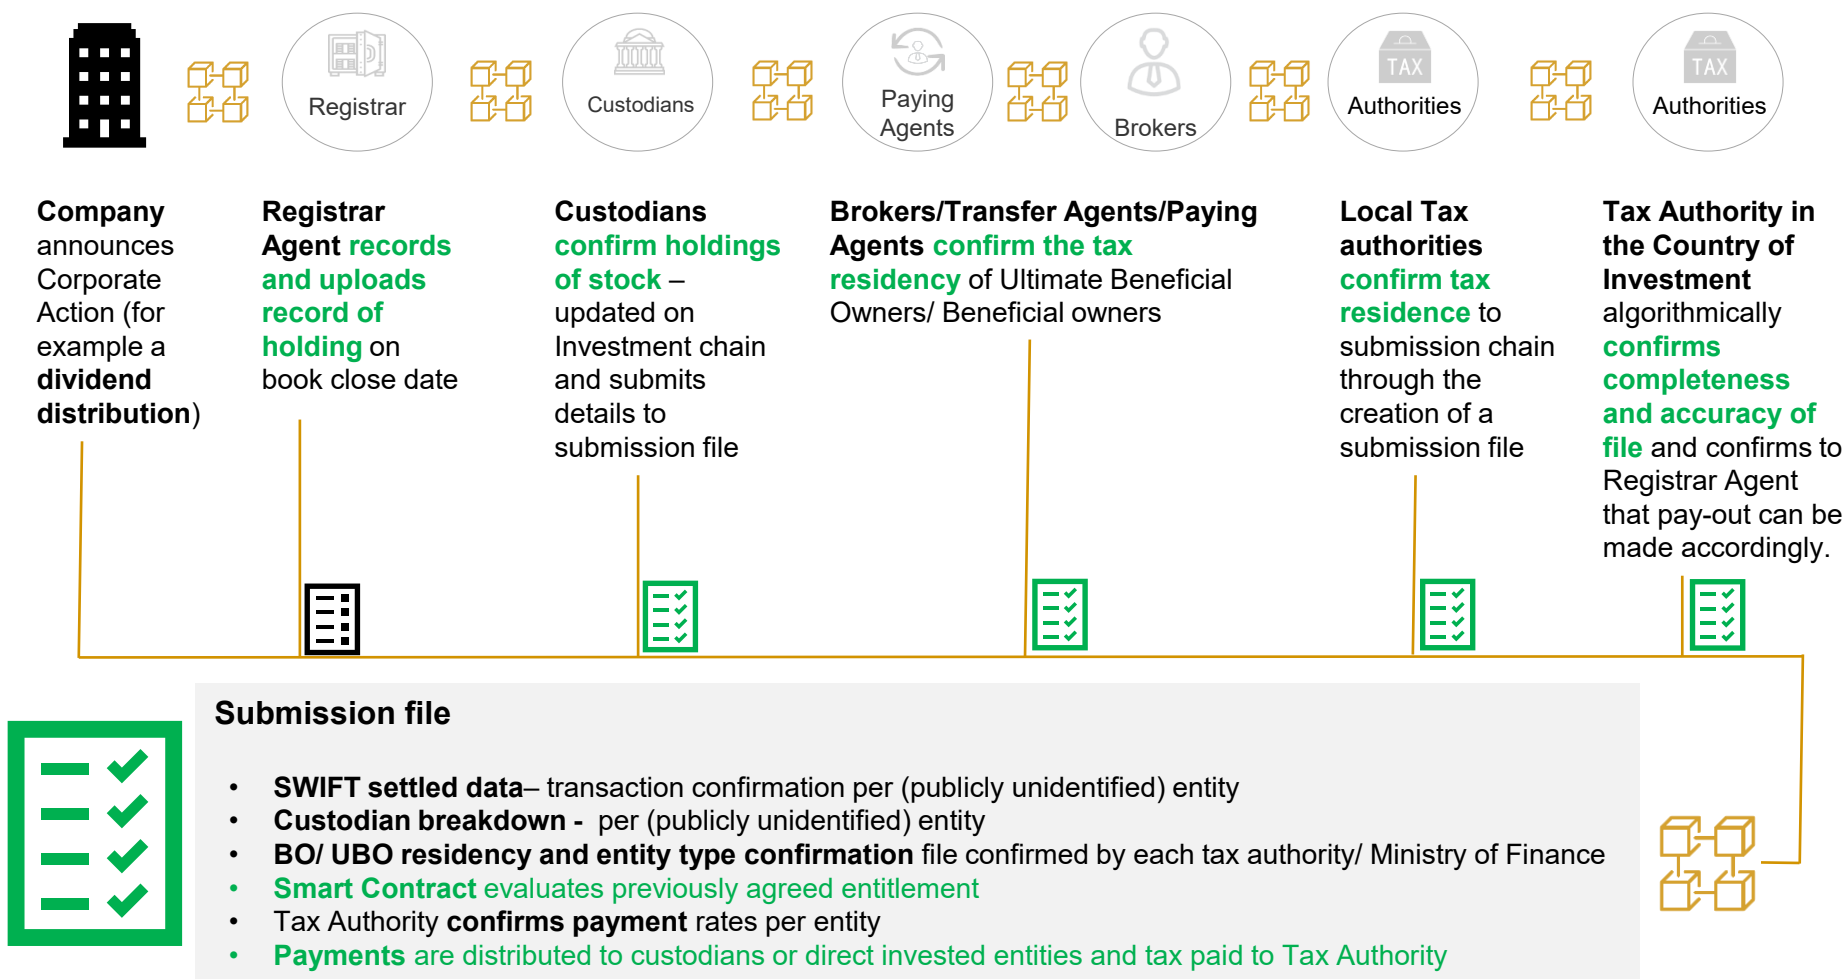 Registrar
Custodians
Paying
Agents
Brokers
TAX
Authorities
TAX
Authorities
Company
announces
Corporate
Action (for
example a
dividend
distribution)
Registrar
Agent records
and uploads
record of
holding on
book close date
Custodians
confirm holdings
of stock –
updated on
Investment chain
and submits
details to
submission file
Brokers/Transfer Agents/Paying
Agents confirm the tax
residency of Ultimate Beneficial
Owners/ Beneficial owners
Local Tax
authorities
confirm tax
residence to
submission chain
through the
creation of a
submission file
Tax Authority in
the Country of
Investment
algorithmically
confirms
completeness
and accuracy of
file and confirms to
Registrar Agent
that pay-out can be
made accordingly.
Submission file
• SWIFT settled data– transaction confirmation per (publicly unidentified) entity
• Custodian breakdown - per (publicly unidentified) entity
• BO/ UBO residency and entity type confirmation file confirmed by each tax authority/ Ministry of Finance
• Smart Contract evaluates previously agreed entitlement
• Tax Authority confirms payment rates per entity
• Payments are distributed to custodians or direct invested entities and tax paid to Tax Authority